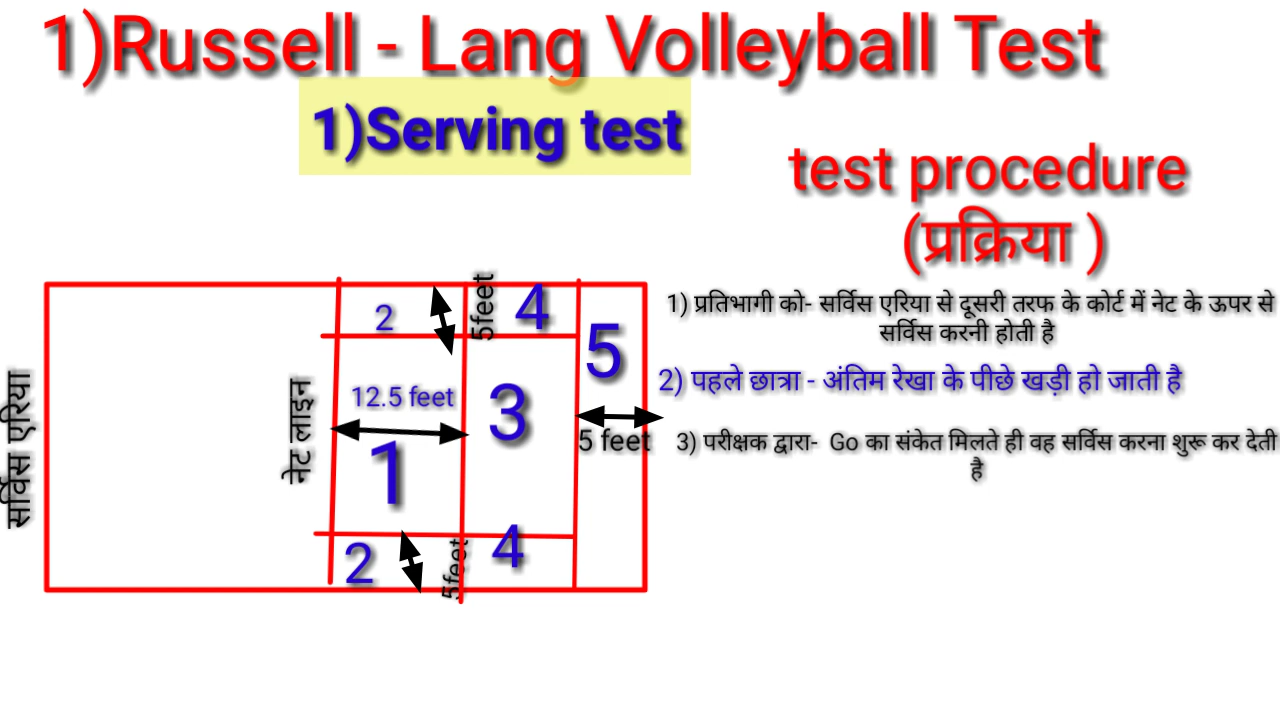 1)Russell - Lang Volleyball Test
1)Serving test
test procedure
(प्रक्रिया )
सर्विस एरिया
नेट लाइन
2
5feet
4
5
12.5 feet
3
1
5 feet
2
5feet
4
1) प्रतिभागी को- सर्विस एरिया से दूसरी तरफ के कोर्ट में नेट के ऊपर से
सर्विस करनी होती है
2) पहले छात्रा - अंतिम रेखा के पीछे खड़ी हो जाती है
3) परीक्षक द्वारा- Go का संकेत मिलते ही वह सर्विस करना शुरू कर देती
है